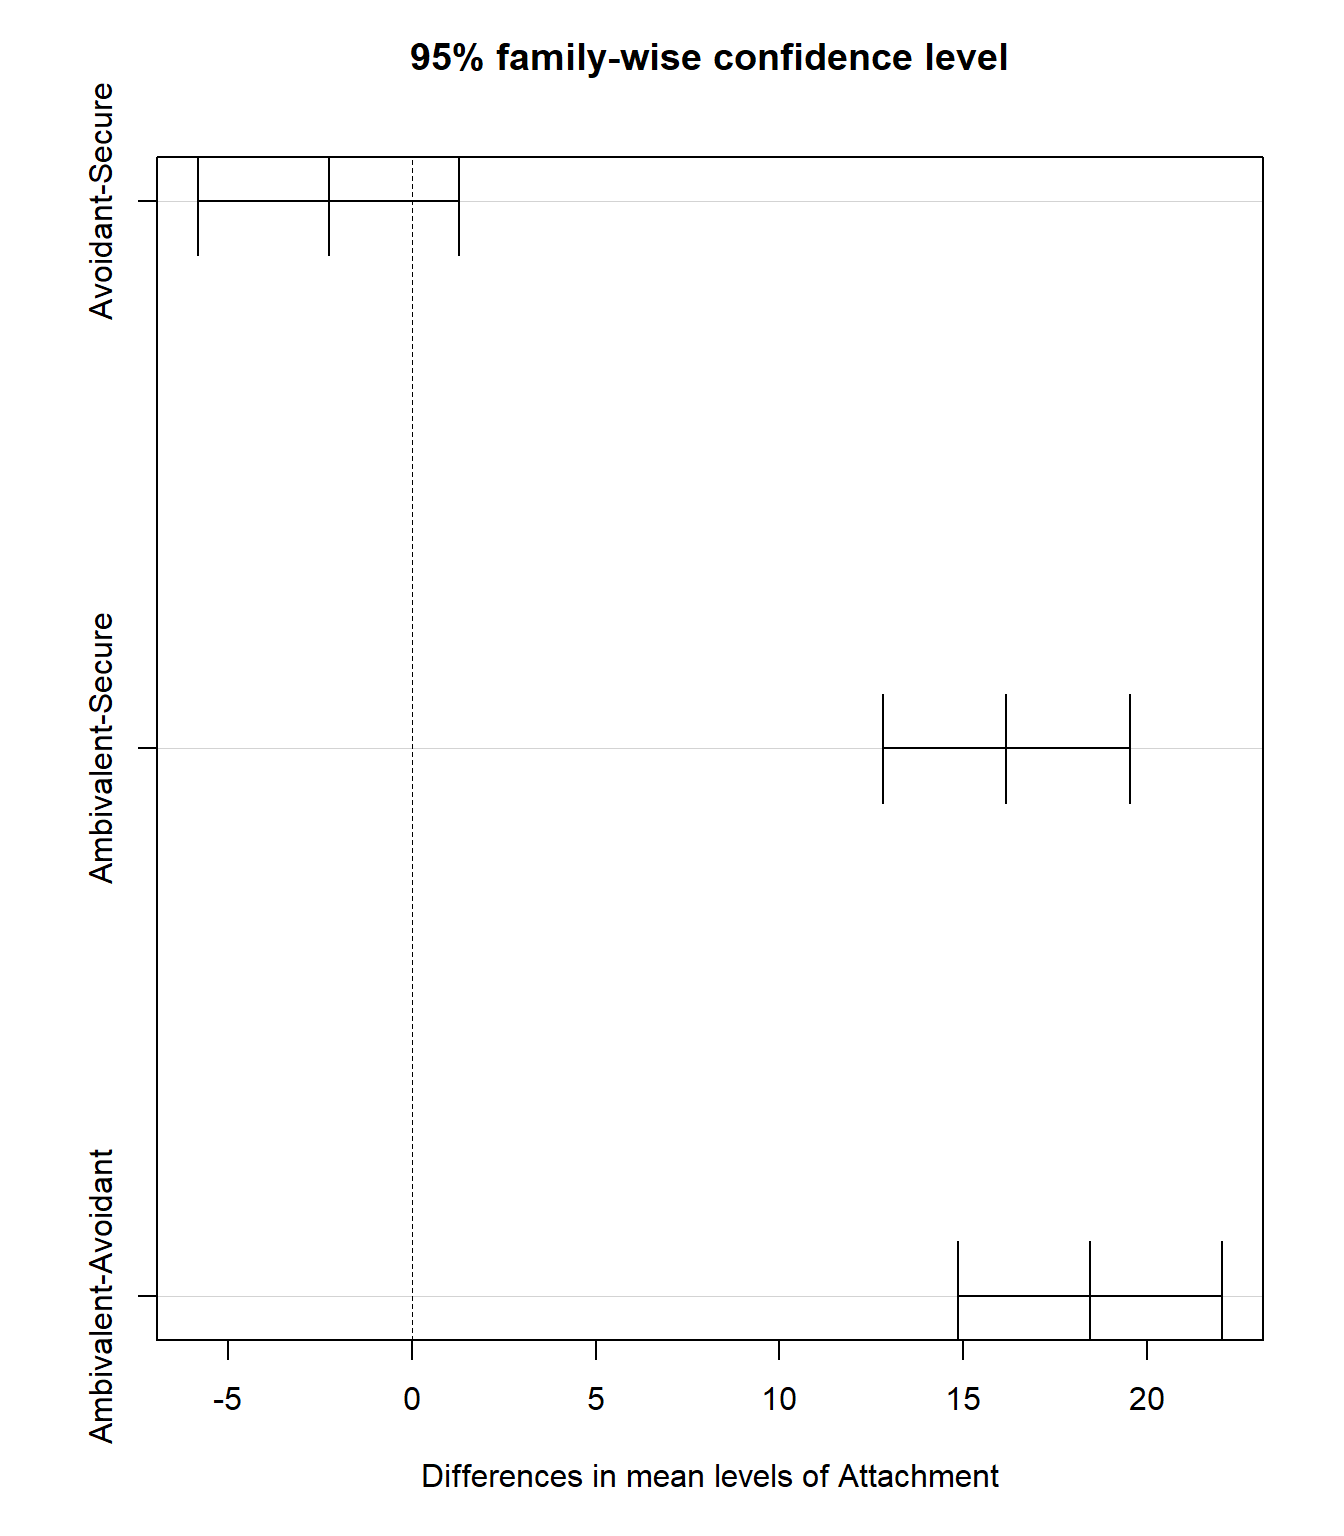 95% family-wise confidence level
Avoidant-Secure
Ambivalent-Secure
Ambivalent-Avoidant
-5 0 5 10 15 20
Differences in mean levels of Attachment